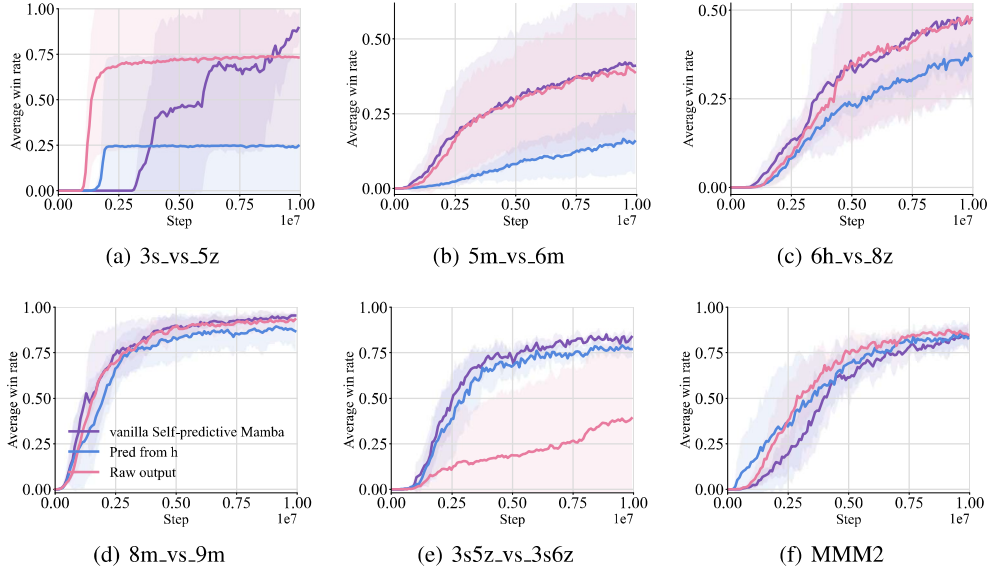 1.00
0.75
0.50
0.25
0.00
Average win rate
0.00 0.25 0.50 0.75 1.00
Step 1e7
(a) 3s_vs_5z
0.50
0.25
0.00
Average win rate
0.00 0.25 0.50 0.75 1.00
Step 1e7
(b) 5m_vs_6m
0.50
0.25
0.00
Average win rate
0.00 0.25 0.50 0.75 1.00
Step 1e7
(c) 6h_vs_8z
1.00
0.75
0.50
0.25
0.00
Average win rate
vanilla Self-predictive Mamba
Pred from h
Raw output
0.00 0.25 0.50 0.75 1.00
Step 1e7
(d) 8m_vs_9m
1.00
0.75
0.50
0.25
0.00
Average win rate
0.00 0.25 0.50 0.75 1.00
Step 1e7
(e) 3s5z_vs_3s6z
1.00
0.75
0.50
0.25
0.00
Average win rate
0.00 0.25 0.50 0.75 1.00
Step 1e7
(f) MMM2